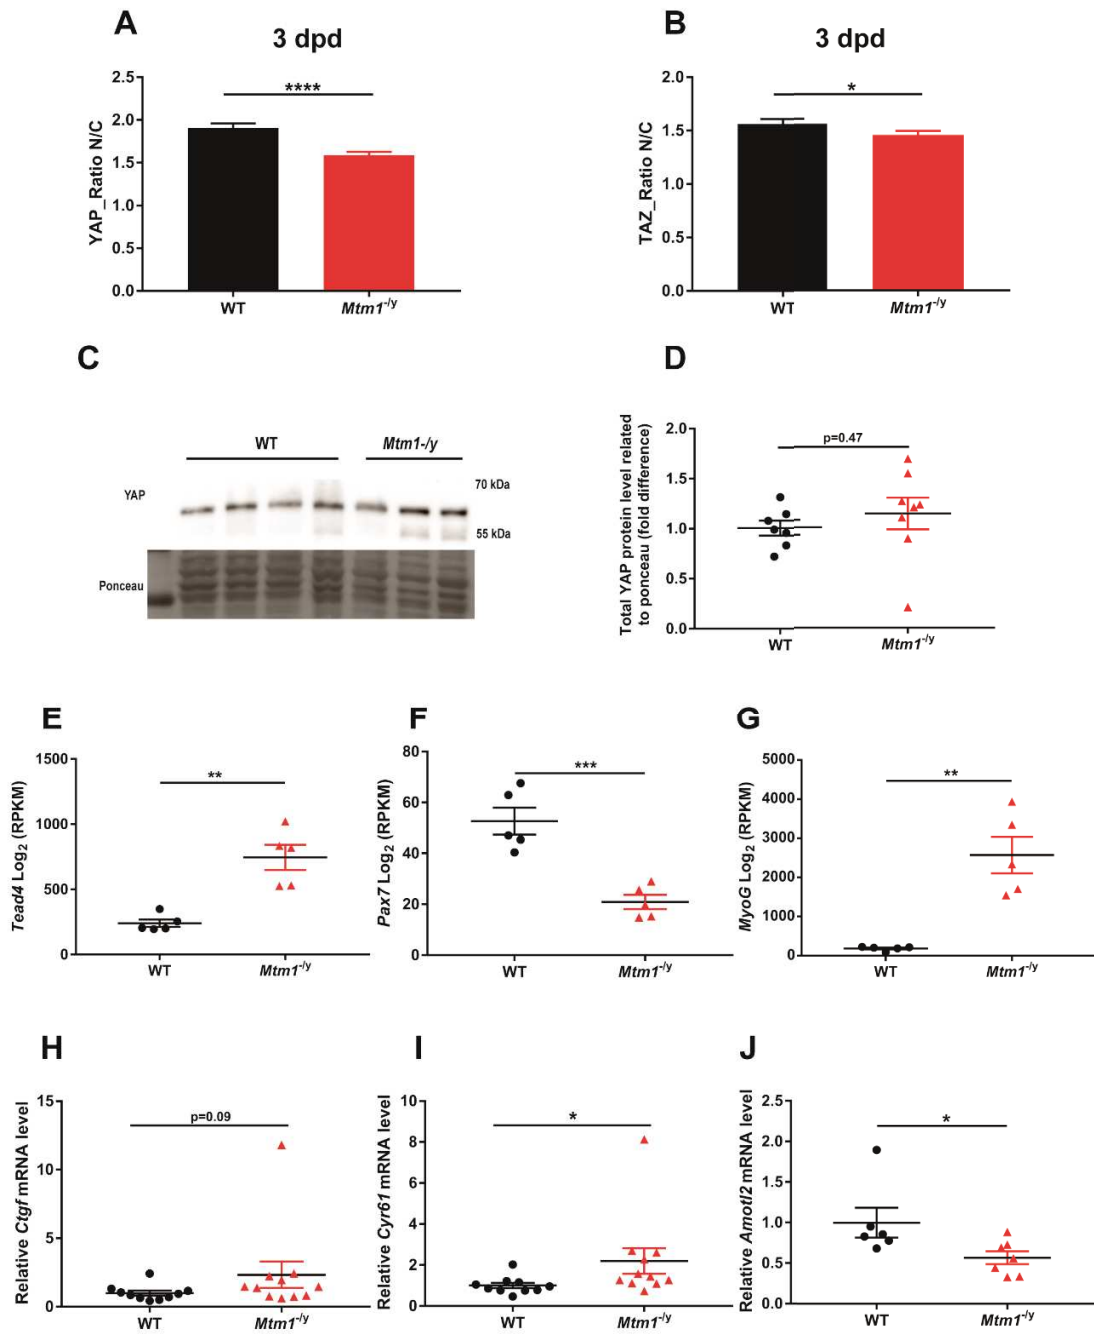 A
3 dpd
YAP_Ratio N/C
2.5
2.0
1.5
1.0
0.5
0.0
****
WT
Mtm1-/y
B
3 dpd
TAZ_Ratio N/C
2.0
1.5
1.0
0.5
0.0
*
WT
Mtm1-/y
C
WT
Mtm1-/y
YAP
70 kDa
55 kDa
Ponceau
D
Total YAP protein level related
to ponceau (fold difference)
2.0
1.5
1.0
0.5
0.0
p=0.47
WT
Mtm1-/y
E
Tead4 Log2 (RPKM)
1500
1000
500
0
**
WT
Mtm1-/y
F
Pax7 Log2 (RPKM)
80
60
40
20
0
***
WT
Mtm1-/y
G
MyoG Log2 (RPKM)
5000
4000
3000
2000
1000
0
**
WT
Mtm1-/y
H
Relative Ctgf mRNA level
15
10
5
0
p=0.09
WT
Mtm1-/y
I
Relative Cyr61 mRNA level
10
8
6
4
2
0
*
WT
Mtm1-/y
J
Relative Amotl2 mRNA level
2.5
2.0
1.5
1.0
0.5
0.0
*
WT
Mtm1-/y